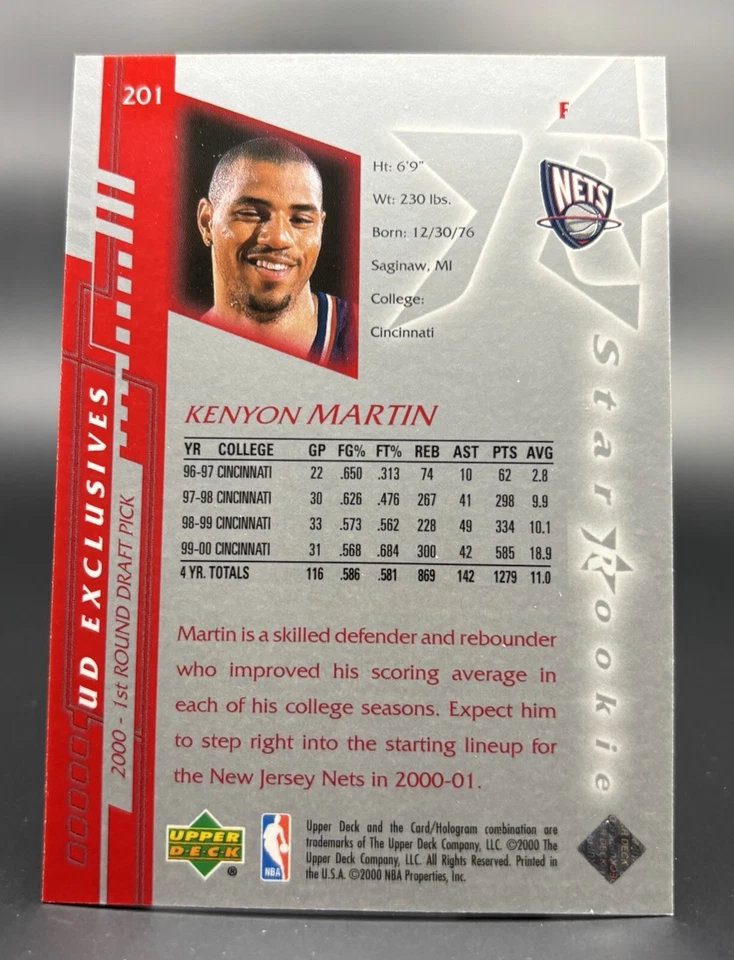 201
F
NETS
Ht: 6'9"
Wt: 230 lbs.
Born: 12/30/76
Saginaw, MI
College:
Cincinnati
UD EXCLUSIVES
2000 - 1st ROUND DRAFT PICK
Star Rookie
KENYON MARTIN
YR COLLEGE GP FG% FT% REB AST PTS AVG
96-97 CINCINNATI 22 .650 .313 74 10 62 2.8
97-98 CINCINNATI 30 .626 .476 267 41 298 9.9
98-99 CINCINNATI 33 .573 .562 228 49 334 10.1
99-00 CINCINNATI 31 .568 .684 300 42 585 18.9
4 YR. TOTALS 116 .586 .581 869 142 1279 11.0
Martin is a skilled defender and rebounder
who improved his scoring average in
each of his college seasons. Expect him
to step right into the starting lineup for
the New Jersey Nets in 2000-01.
UPPER
DECK
®
NBA
Upper Deck and the Card/Hologram combination are
trademarks of The Upper Deck Company, LLC. ©2000 The
Upper Deck Company, LLC. All Rights Reserved. Printed in
the U.S.A. ©2000 NBA Properties, Inc.